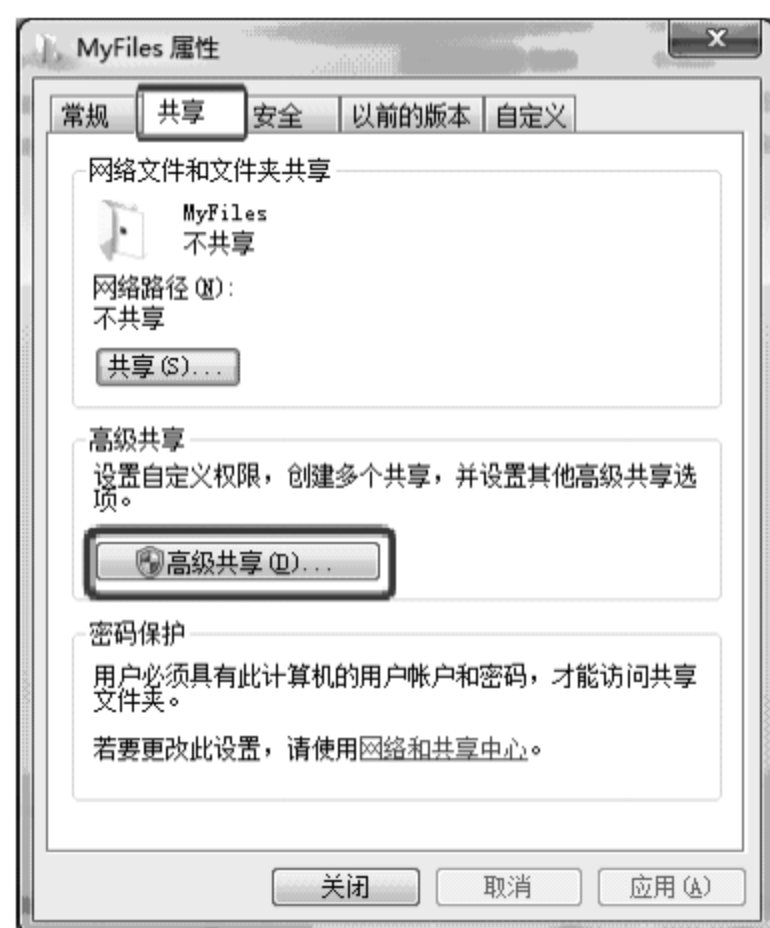 MyFiles 属性
常规 共享 安全 以前的版本 自定义
网络文件和文件夹共享
MyFiles
不共享
网络路径(N):
不共享
共享(S)...
高级共享
设置自定义权限，创建多个共享，并设置其他高级共享选
项。
高级共享(D)...
密码保护
用户必须具有此计算机的用户帐户和密码，才能访问共享
文件夹。
若要更改此设置，请使用网络和共享中心。
关闭 取消 应用(A)